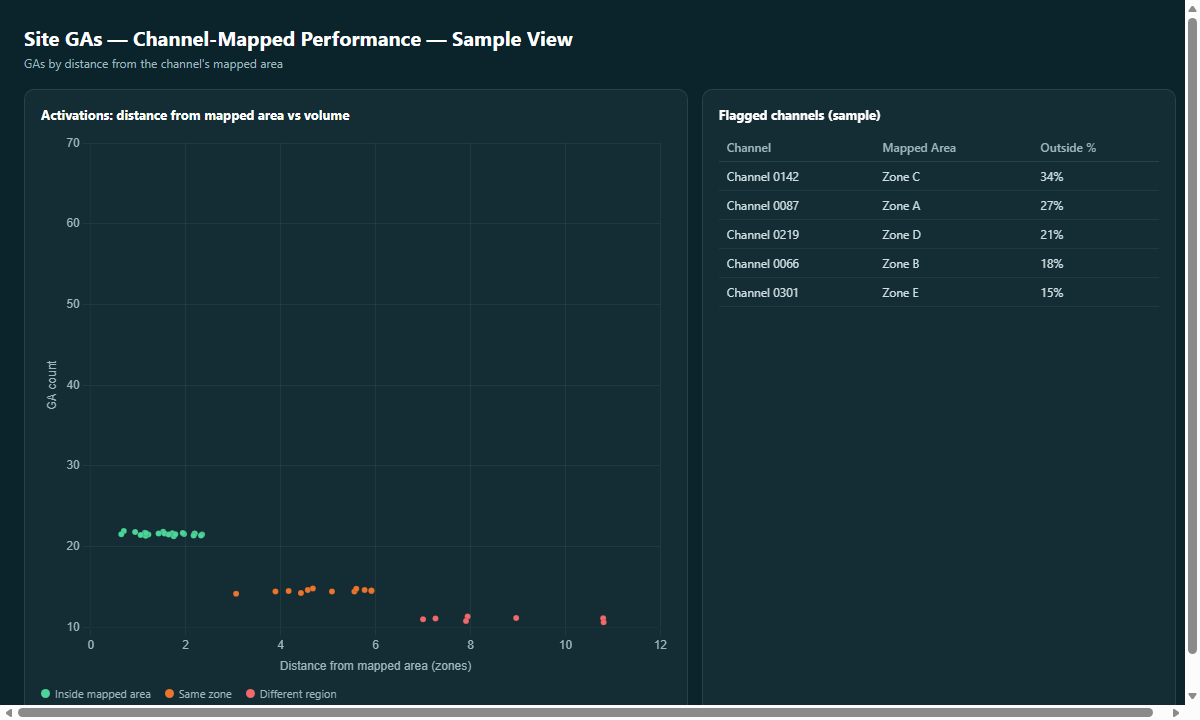 Site GAs — Channel-Mapped Performance — Sample View
GAs by distance from the channel's mapped area
Activations: distance from mapped area vs volume
70
60
50
40
30
20
10
GA count
0 2 4 6 8 10 12
Distance from mapped area (zones)
Inside mapped area Same zone Different region
Flagged channels (sample)
Channel Mapped Area Outside %
Channel 0142 Zone C 34%
Channel 0087 Zone A 27%
Channel 0219 Zone D 21%
Channel 0066 Zone B 18%
Channel 0301 Zone E 15%